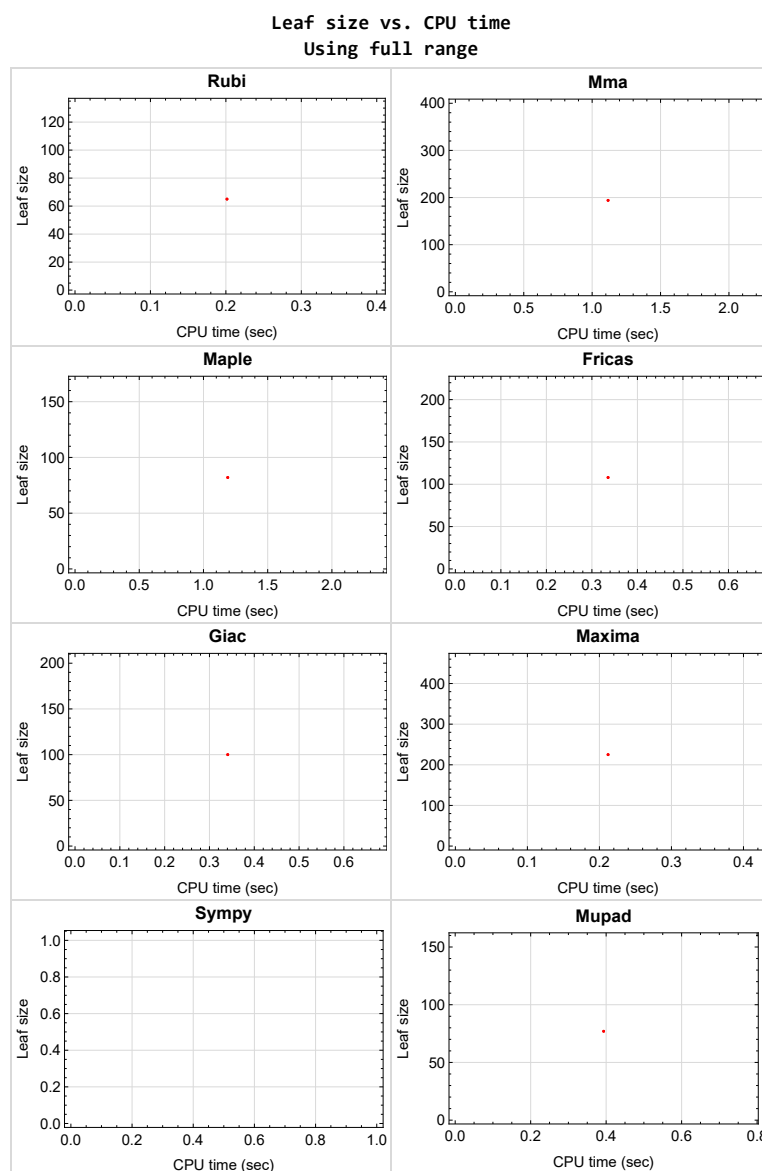 Leaf size vs. CPU time
Using full range
Rubi
Leaf size
120
100
80
60
40
20
0
0.0 0.1 0.2 0.3 0.4
CPU time (sec)
Mma
Leaf size
400
300
200
100
0
0.0 0.5 1.0 1.5 2.0
CPU time (sec)
Maple
Leaf size
150
100
50
0
0.0 0.5 1.0 1.5 2.0
CPU time (sec)
Fricas
Leaf size
200
150
100
50
0
0.0 0.1 0.2 0.3 0.4 0.5 0.6
CPU time (sec)
Giac
Leaf size
200
150
100
50
0
0.0 0.1 0.2 0.3 0.4 0.5 0.6
CPU time (sec)
Maxima
Leaf size
400
300
200
100
0
0.0 0.1 0.2 0.3 0.4
CPU time (sec)
Sympy
Leaf size
1.0
0.8
0.6
0.4
0.2
0.0
0.0 0.2 0.4 0.6 0.8 1.0
CPU time (sec)
Mupad
Leaf size
150
100
50
0
0.0 0.2 0.4 0.6 0.8
CPU time (sec)